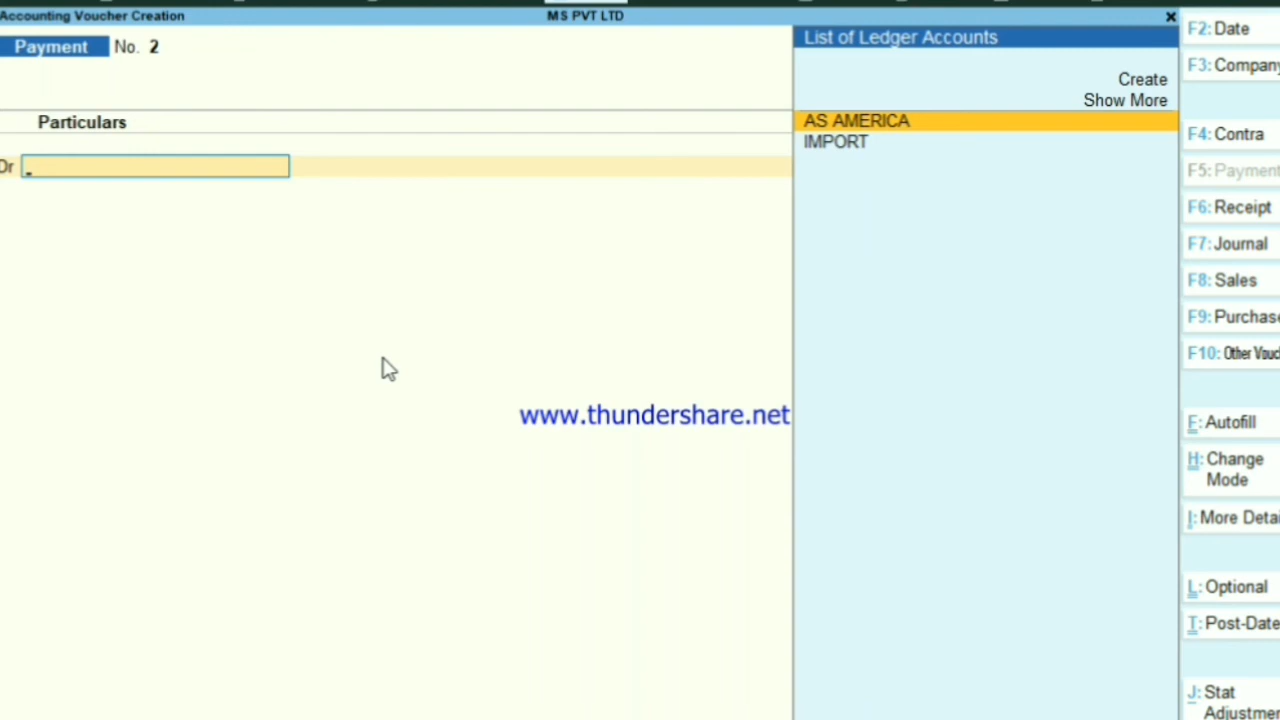 Accounting Voucher Creation MS PVT LTD
Payment No. 2
Particulars
Dr
List of Ledger Accounts
Create
Show More
AS AMERICA
IMPORT
www.thundershare.net
F2: Date
F3: Company
F4: Contra
F5: Payment
F6: Receipt
F7: Journal
F8: Sales
F9: Purchase
F10: Other Vouc
F: Autofill
H: Change
Mode
I: More Detai
L: Optional
T: Post-Date
J: Stat
Adjustmen